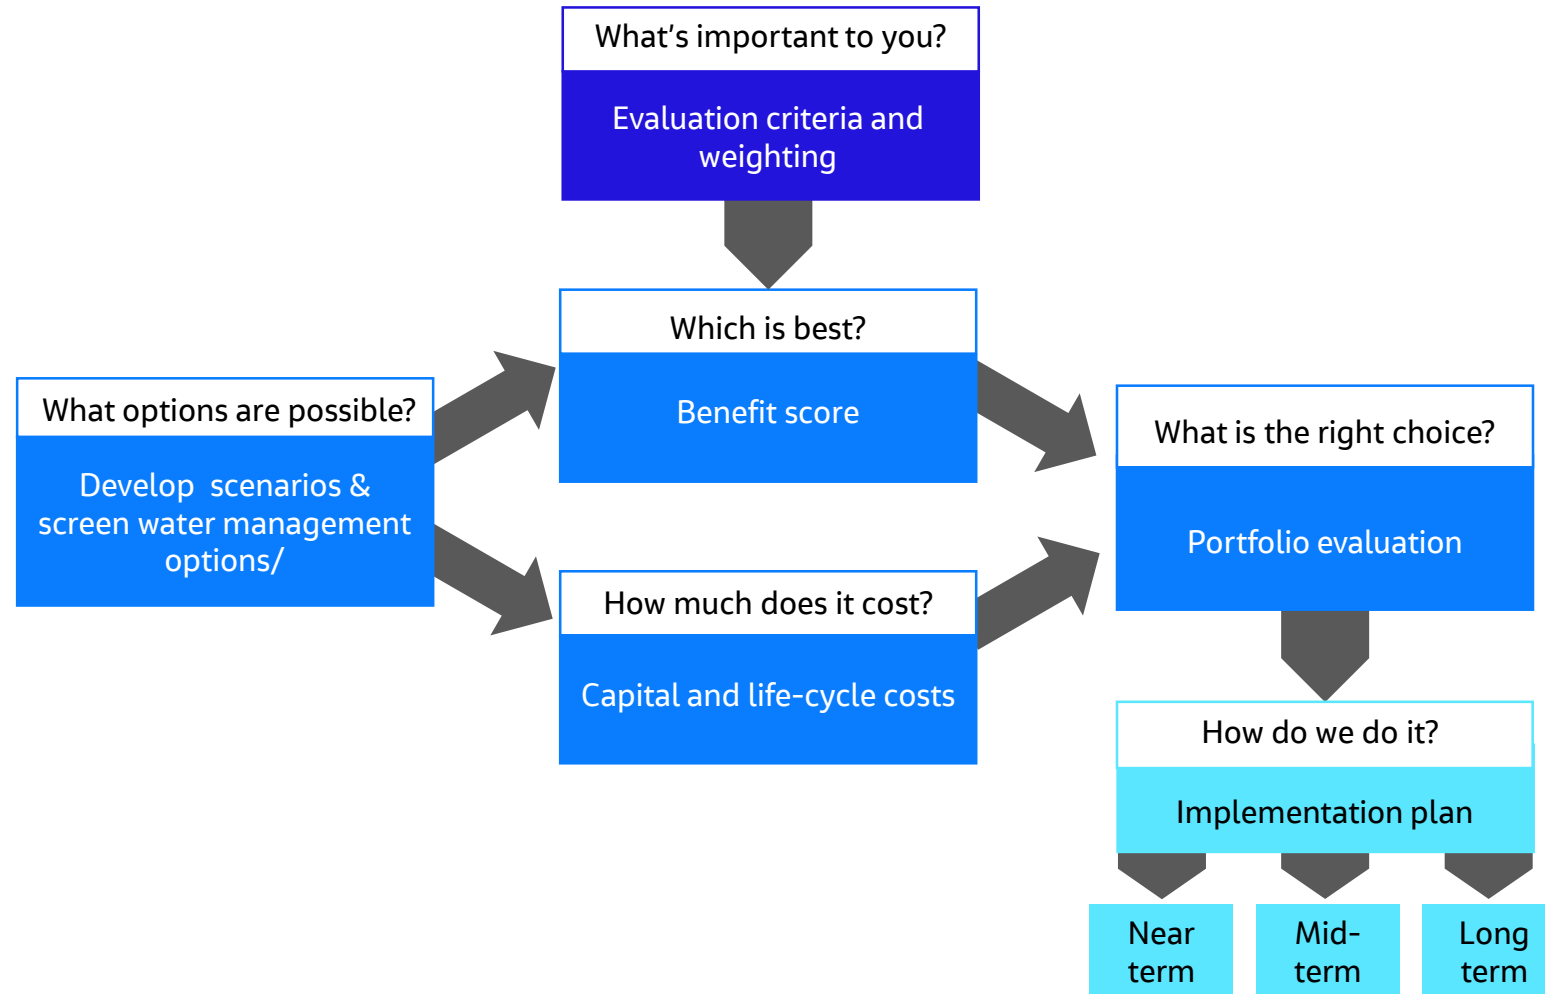 What's important to you?
Evaluation criteria and
weighting
Which is best?
Benefit score
What options are possible?
Develop  scenarios &
screen water management
options/
How much does it cost?
Capital and life-cycle costs
What is the right choice?
Portfolio evaluation
How do we do it?
Implementation plan
Near
term
Mid-
term
Long
term